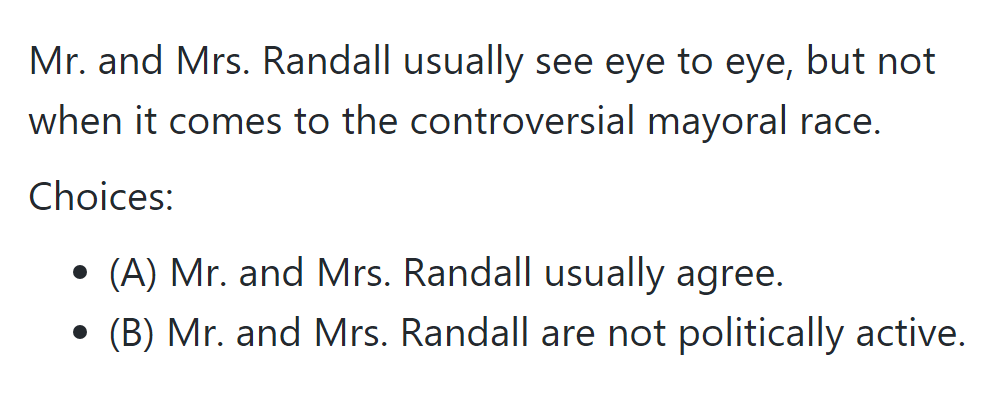 Mr. and Mrs. Randall usually see eye to eye, but not
when it comes to the controversial mayoral race.
Choices:
• (A) Mr. and Mrs. Randall usually agree.
• (B) Mr. and Mrs. Randall are not politically active.